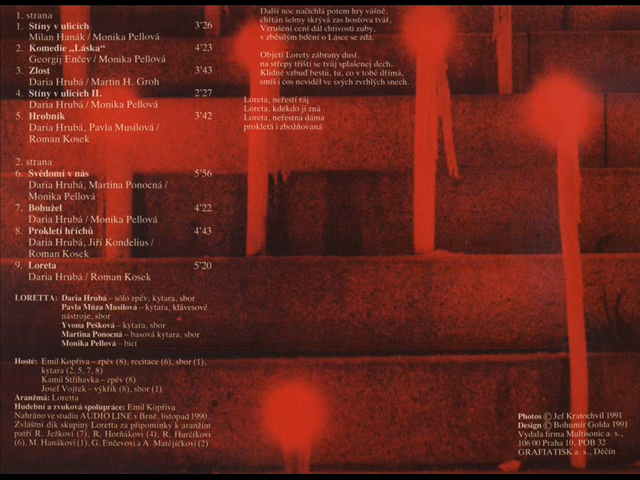 1. strana
1. Stíny v ulicích 3'26
Milan Hanák / Monika Pellová
2. Komedie „Láska“ 4'23
Georgij Enčev / Monika Pellová
3. Zlost 3'43
Daria Hrubá / Martin H. Groh
4. Stíny v ulicích II. 2'27
Daria Hrubá / Monika Pellová
5. Hrobník 3'42
Daria Hrubá, Pavla Musilová /
Roman Kosek
2. strana
6. Svědomí v nás 5'56
Daria Hrubá, Martina Ponocná /
Monika Pellová
7. Bohužel 4'22
Daria Hrubá / Monika Pellová
8. Prokletí hříchů 4'43
Daria Hrubá, Jiří Kondelius /
Roman Kosek
9. Loreta 5'20
Daria Hrubá / Roman Kosek
LORETTA: Daria Hrubá – sólo zpěv, kytara, sbor
Pavla Múza Musilová – kytara, klávesové
nástroje, sbor
Yvona Pešková – kytara, sbor
Martina Ponocná – basová kytara, sbor
Monika Pellová – bicí
Hosté: Emil Kopřiva – zpěv (8), recitace (6), sbor (1),
kytara (2, 5, 7, 8)
Kamil Střihavka – zpěv (8)
Josef Vojtek – výkřik (8), sbor (1)
Aranžmá: Loretta
Hudební a zvuková spolupráce: Emil Kopřiva
Nahráno ve studiu AUDIO LINE v Brně, listopad 1990.
Zvláštní dík skupiny Loretta za připomínky k aranžím
patří R. Ježkovi (7), R. Horňákovi (4), R. Hurčíkovi
(6), M. Hanákovi (1), G. Enčevovi a A. Matějíčkovi (2)
Další noc načichlá potem hry vášně,
chřtán šelmy skrývá zas hostova tvář,
Vzrušení cení dál chtivosti zuby,
v zběsilým bdění o Lásce se zdá.
Objetí Lorety zábrany dusí,
na střepy tříští se tvůj splašenej dech.
Klidně vzbuď bestii, tu, co v tobě dřímá,
smíš i cos neviděl ve svých zvrhlých snech.
Loreta, neřestí ráj
Loreta, kdekdo jí zná
Loreta, neřestná dáma
prokletá i zbožňovaná
Photos © Jef Kratochvíl 1991
Design © Bohumír Golda 1991
Vydala firma Multisonic a. s.,
106 00 Praha 10, POB 32
GRAFIATISK a. s., Děčín